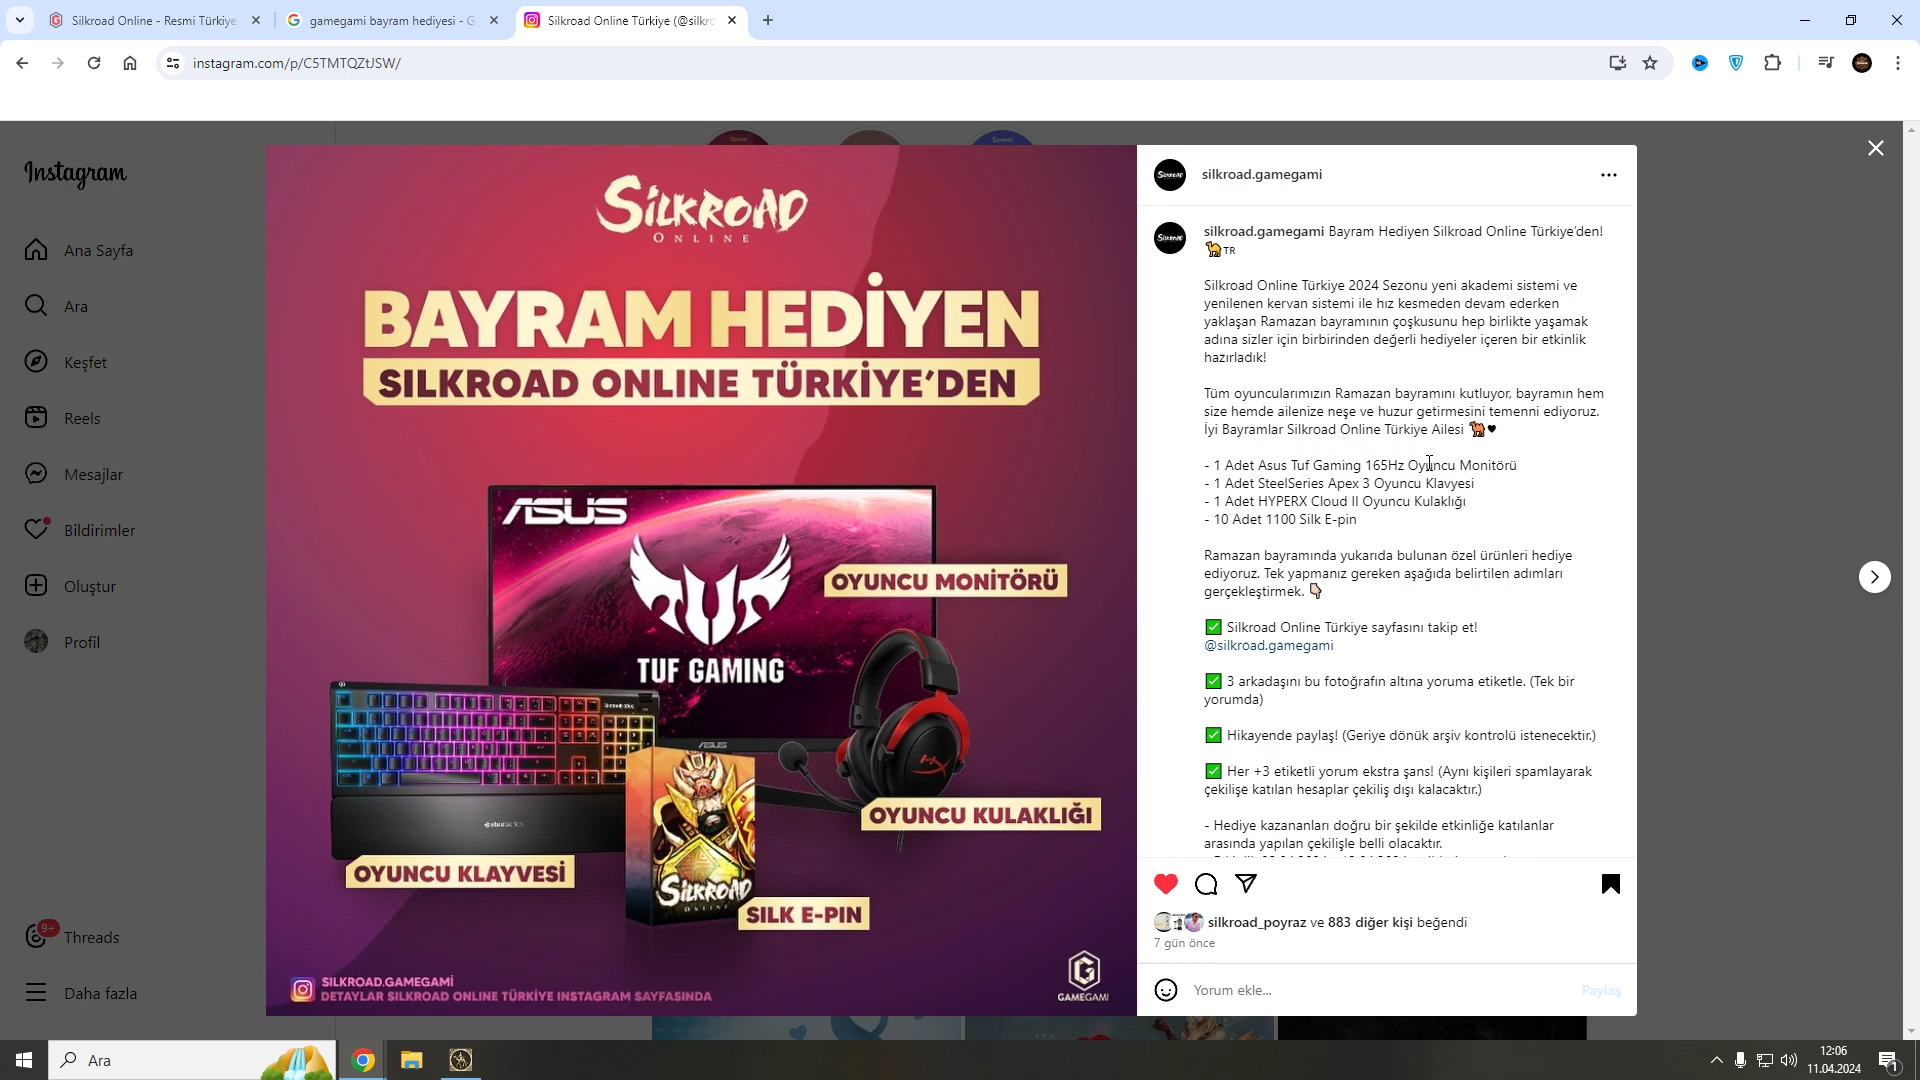 Silkroad Online - Resmi Türkiye
gamegami bayram hediyesi - G
Silkroad Online Türkiye (@silkro
instagram.com/p/C5TMTQZtJSW/
Instagram
Ana Sayfa
Ara
Keşfet
Reels
Mesajlar
Bildirimler
Oluştur
Profil
9+
Threads
Daha fazla
SILKROAD
ONLINE
BAYRAM HEDİYEN
SILKROAD ONLINE TÜRKİYE'DEN
ASUS
OYUNCU MONİTÖRÜ
TUF GAMING
ASUS
steelseries
OYUNCU KULAKLIĞI
OYUNCU KLAVYESİ
SILKROAD
ONLINE
SILK E-PIN
SILKROAD.GAMEGAMİ
DETAYLAR SILKROAD ONLINE TÜRKİYE INSTAGRAM SAYFASINDA
GAMEGAMI
silkroad.gamegami
silkroad.gamegami Bayram Hediyen Silkroad Online Türkiye'den!
🐪TR
Silkroad Online Türkiye 2024 Sezonu yeni akademi sistemi ve
yenilenen kervan sistemi ile hız kesmeden devam ederken
yaklaşan Ramazan bayramının çoşkusunu hep birlikte yaşamak
adına sizler için birbirinden değerli hediyeler içeren bir etkinlik
hazırladık!
Tüm oyuncularımızın Ramazan bayramını kutluyor, bayramın hem
size hemde ailenize neşe ve huzur getirmesini temenni ediyoruz.
İyi Bayramlar Silkroad Online Türkiye Ailesi 🐫♥
- 1 Adet Asus Tuf Gaming 165Hz Oyuncu Monitörü
- 1 Adet SteelSeries Apex 3 Oyuncu Klavyesi
- 1 Adet HYPERX Cloud II Oyuncu Kulaklığı
- 10 Adet 1100 Silk E-pin
Ramazan bayramında yukarıda bulunan özel ürünleri hediye
ediyoruz. Tek yapmanız gereken aşağıda belirtilen adımları
gerçekleştirmek. 👇🏻
✅ Silkroad Online Türkiye sayfasını takip et!
@silkroad.gamegami
✅ 3 arkadaşını bu fotoğrafın altına yoruma etiketle. (Tek bir
yorumda)
✅ Hikayende paylaş! (Geriye dönük arşiv kontrolü istenecektir.)
✅ Her +3 etiketli yorum ekstra şans! (Aynı kişileri spamlayarak
çekilişe katılan hesaplar çekiliş dışı kalacaktır.)
- Hediye kazananları doğru bir şekilde etkinliğe katılanlar
arasında yapılan çekilişle belli olacaktır.
silkroad_poyraz ve 883 diğer kişi beğendi
7 gün önce
Yorum ekle...
Paylaş
Ara
12:06
11.04.2024
1